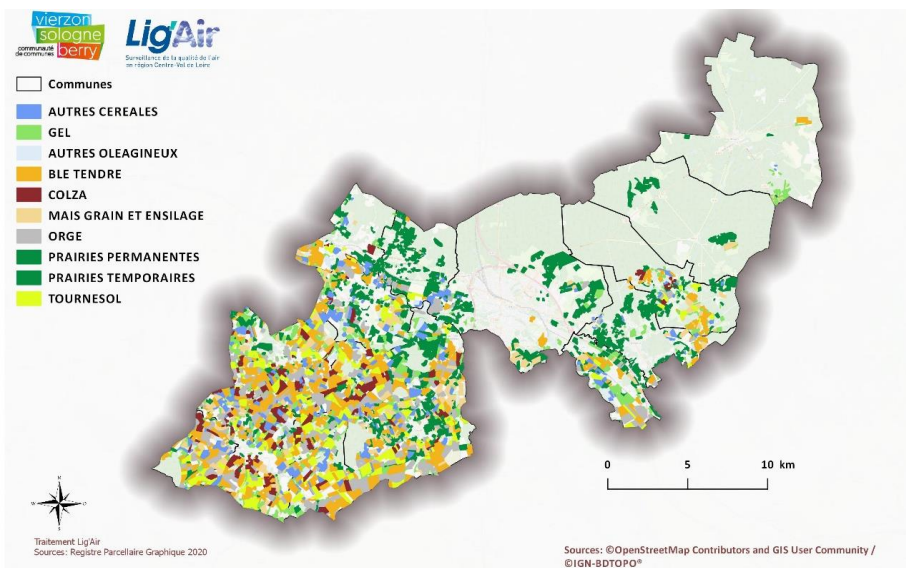 vierzon
sologne
berry
communauté
de communes
Lig'Air
Surveillance de la qualité de l'air
en région Centre-Val de Loire
Communes
AUTRES CEREALES
GEL
AUTRES OLEAGINEUX
BLE TENDRE
COLZA
MAIS GRAIN ET ENSILAGE
ORGE
PRAIRIES PERMANENTES
PRAIRIES TEMPORAIRES
TOURNESOL
0 5 10 km
N
Traitement Lig'Air
Sources: Registre Parcellaire Graphique 2020
Sources: ©OpenStreetMap Contributors and GIS User Community /
©IGN-BDTOPO®